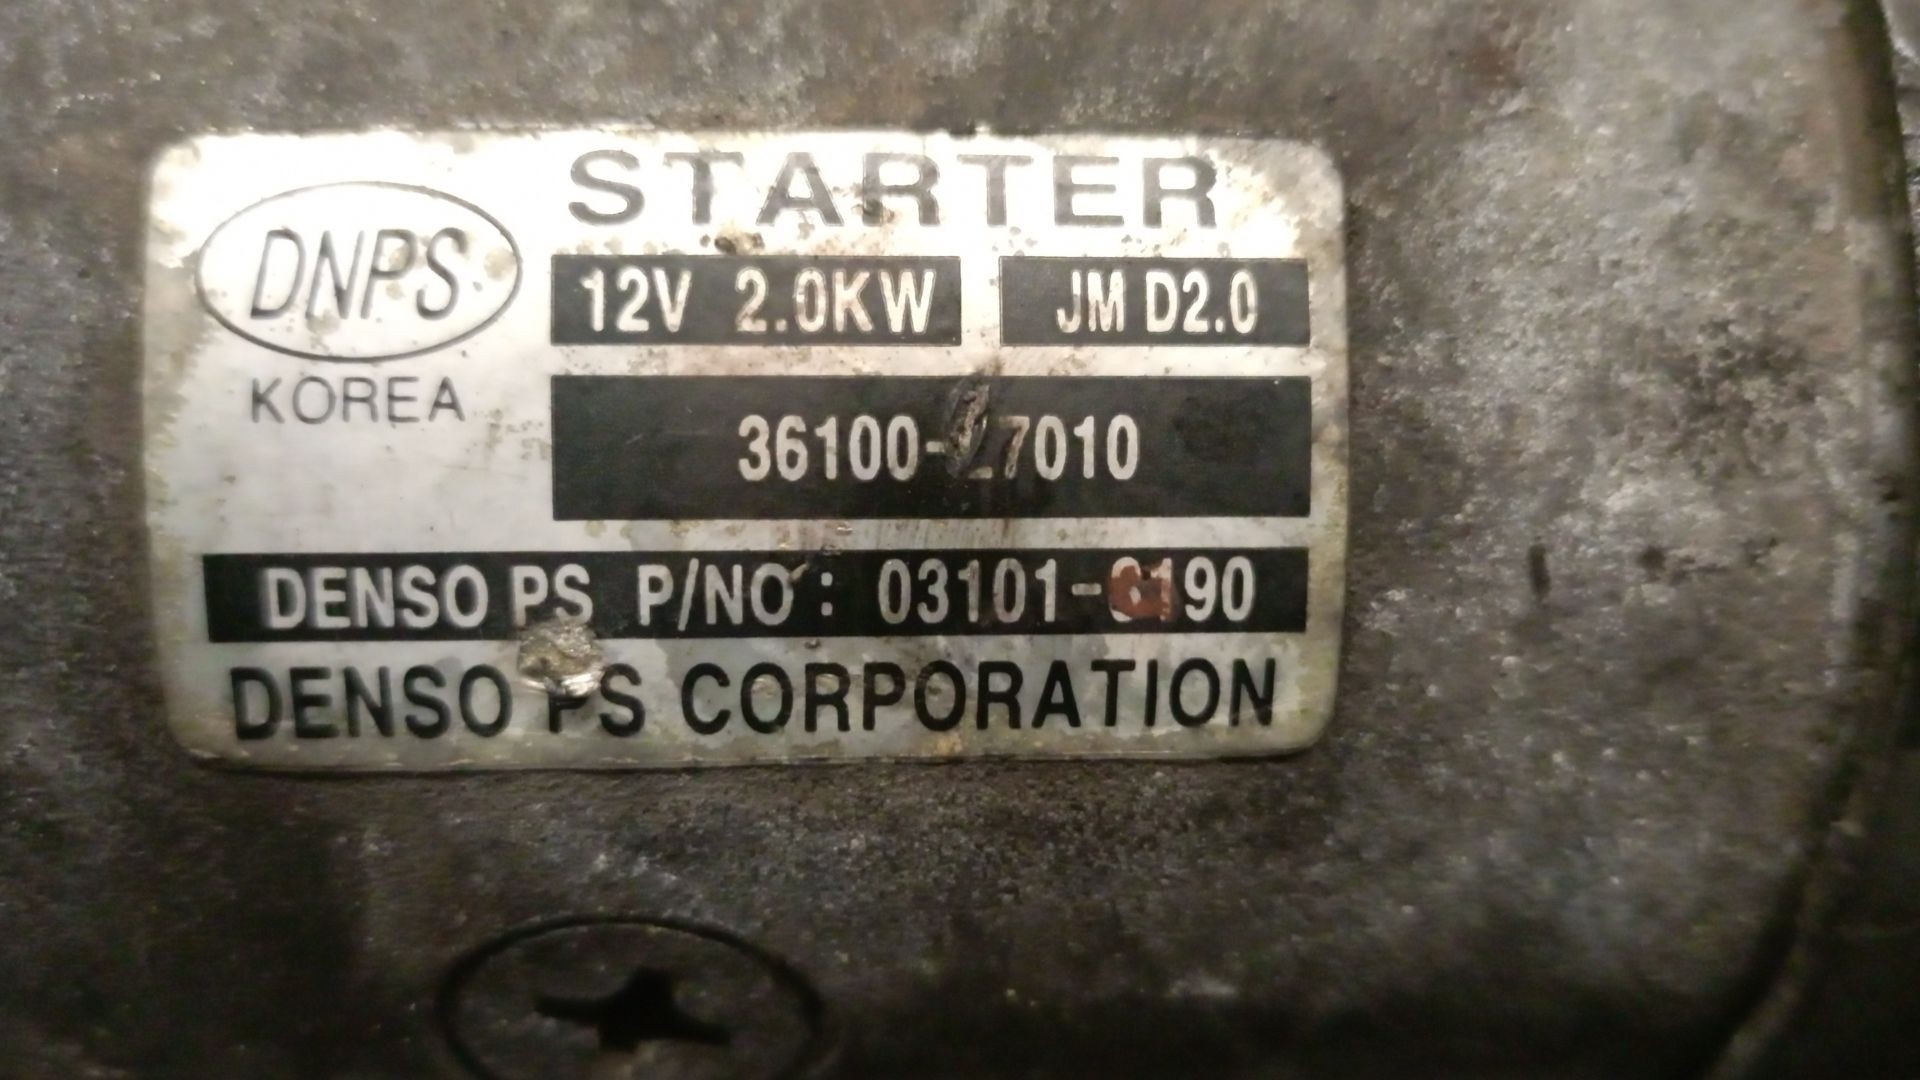 STARTER
DNPS
12V 2.0KW JM D2.0
KOREA
DENSO PS P/NO :
DENSO PS CORPORATION